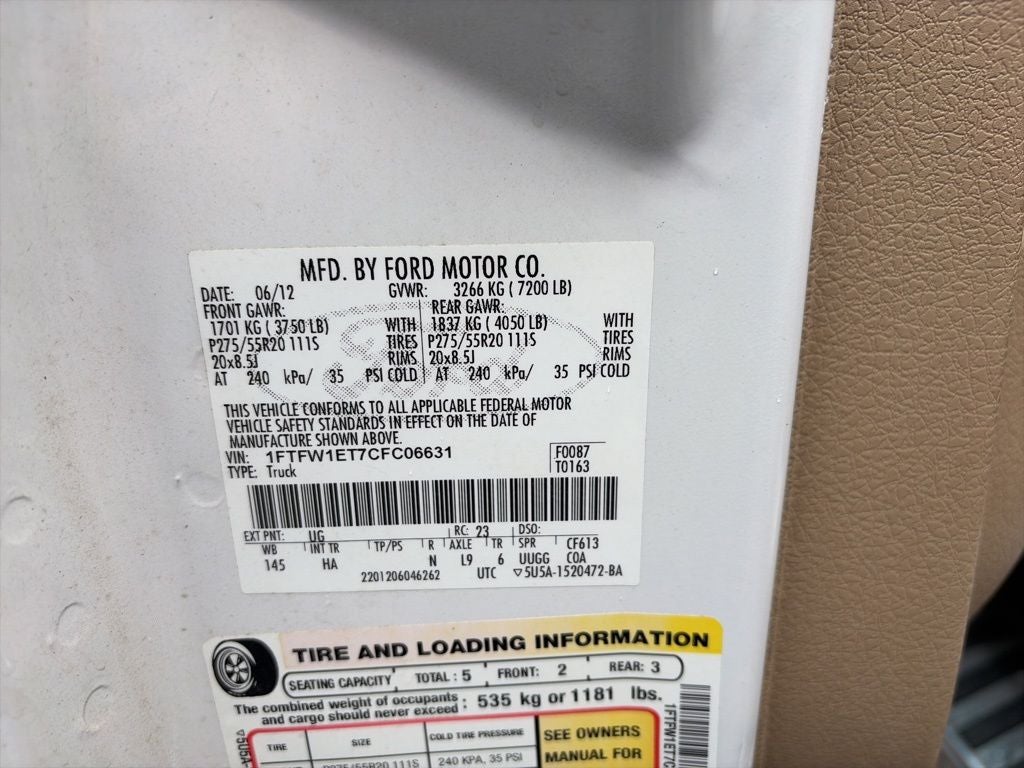 MFD. BY FORD MOTOR CO.
DATE: 06/12 GVWR: 3266 KG ( 7200 LB)
FRONT GAWR: REAR GAWR:
1701 KG ( 3750 LB) WITH 1837 KG ( 4050 LB) WITH
P275/55R20 111S TIRES P275/55R20 111S TIRES
20x8.5J RIMS 20x8.5J RIMS
AT 240 kPa/ 35 PSI COLD AT 240 kPa/ 35 PSI COLD
THIS VEHICLE CONFORMS TO ALL APPLICABLE FEDERAL MOTOR
VEHICLE SAFETY STANDARDS IN EFFECT ON THE DATE OF
MANUFACTURE SHOWN ABOVE.
VIN: 1FTFW1ET7CFC06631 F0087
TYPE: Truck T0163
EXT PNT: UG RC: 23 DSO:
WB INT TR TP/PS R AXLE TR SPR CF613
145 HA N L9 6 UUGG COA
2201206046262 UTC ▽5U5A-1520472-BA
TIRE AND LOADING INFORMATION
SEATING CAPACITY TOTAL : 5 FRONT: 2 REAR: 3
The combined weight of occupants
and cargo should never exceed : 535 kg or 1181 lbs.
TIRE SIZE COLD TIRE PRESSURE SEE OWNERS
MANUAL FOR
P275/55R20 111S 240 KPA, 35 PSI
▽5U5A-
1FTFW1ET7C